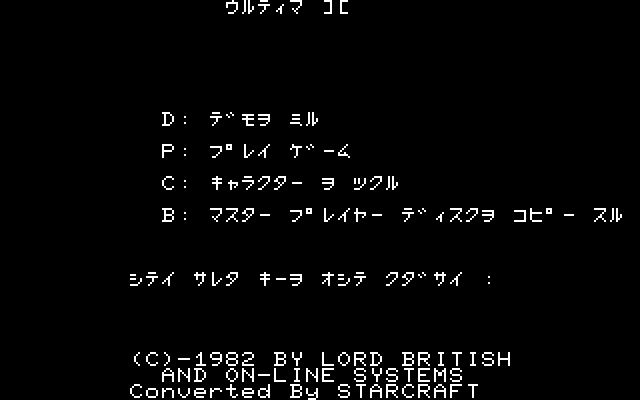 ウルティマ コピ
D: デモヲ ミル
P: プレイ ゲーム
C: キャラクター ヲ ツクル
B: マスター プレイヤー ディスクヲ コピー スル
シテイ サレタ キーヲ オシテ クダサイ :
(C)-1982 BY LORD BRITISH
AND ON-LINE SYSTEMS
Converted By STARCRAFT